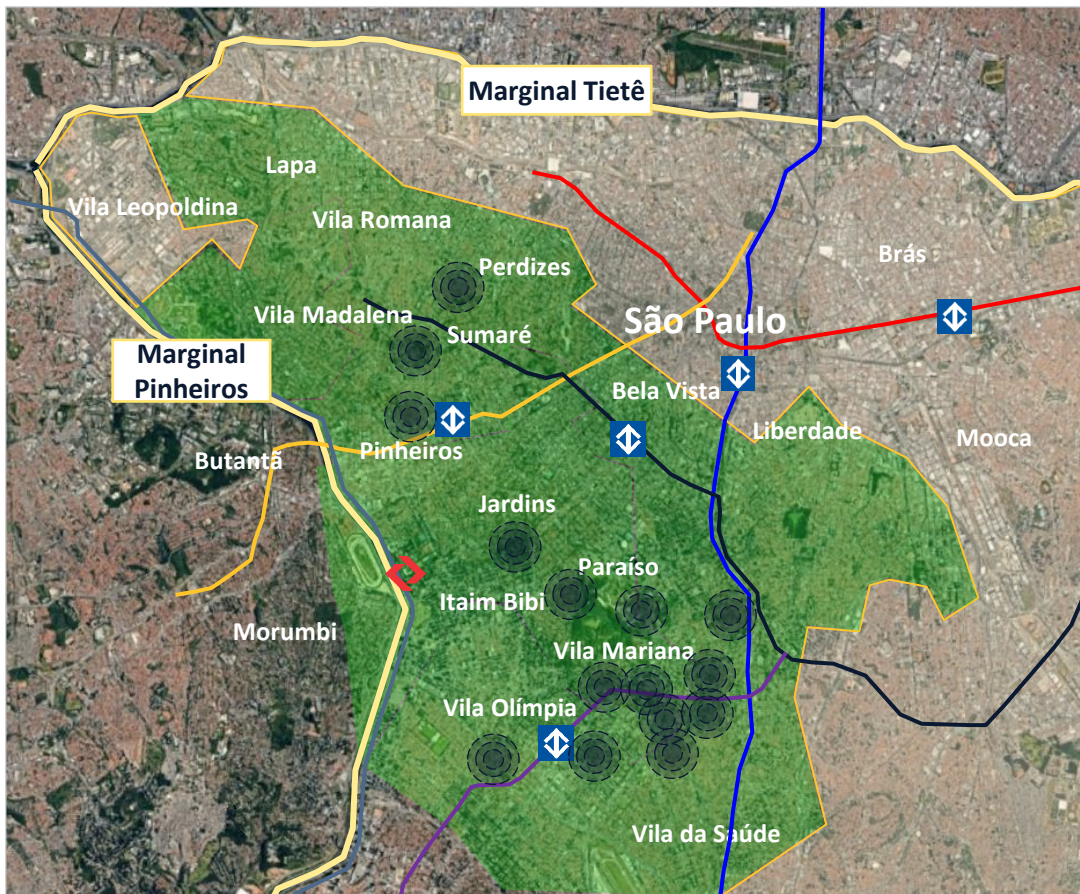 Marginal Tietê
Lapa
Vila Leopoldina
Vila Romana
Brás
Perdizes
Vila Madalena
São Paulo
Sumaré
Marginal
Pinheiros
Bela Vista
Liberdade
Mooca
Pinheiros
Butantã
Jardins
Paraíso
Itaim Bibi
Morumbi
Vila Mariana
Vila Olímpia
Vila da Saúde